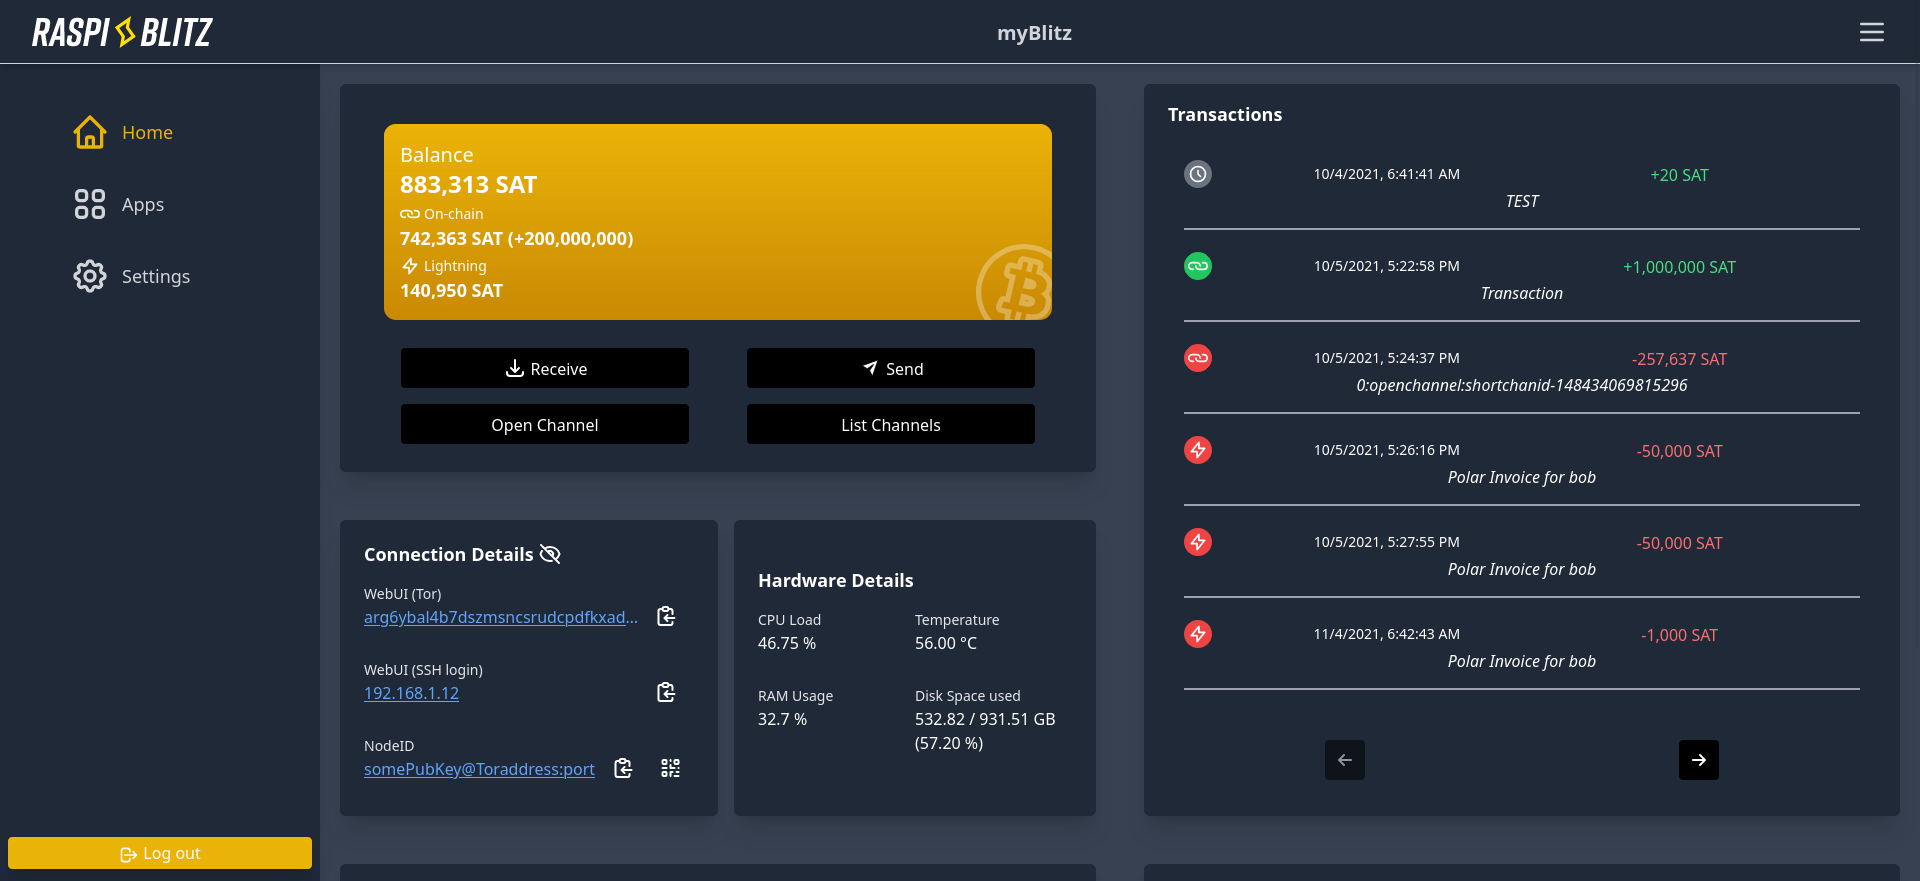 RASPI BLITZ
myBlitz
Home
Apps
Settings
Log out
Balance
883,313 SAT
On-chain
742,363 SAT (+200,000,000)
Lightning
140,950 SAT
Receive
Send
Open Channel
List Channels
Connection Details
WebUI (Tor)
arg6ybal4b7dszmsncsrudcpdfkxad...
WebUI (SSH login)
192.168.1.12
NodeID
somePubKey@Toraddress:port
Hardware Details
CPU Load
46.75 %
Temperature
56.00 °C
RAM Usage
32.7 %
Disk Space used
532.82 / 931.51 GB
(57.20 %)
Transactions
10/4/2021, 6:41:41 AM +20 SAT
TEST
10/5/2021, 5:22:58 PM +1,000,000 SAT
Transaction
10/5/2021, 5:24:37 PM -257,637 SAT
0:openchannel:shortchanid-148434069815296
10/5/2021, 5:26:16 PM -50,000 SAT
Polar Invoice for bob
10/5/2021, 5:27:55 PM -50,000 SAT
Polar Invoice for bob
11/4/2021, 6:42:43 AM -1,000 SAT
Polar Invoice for bob